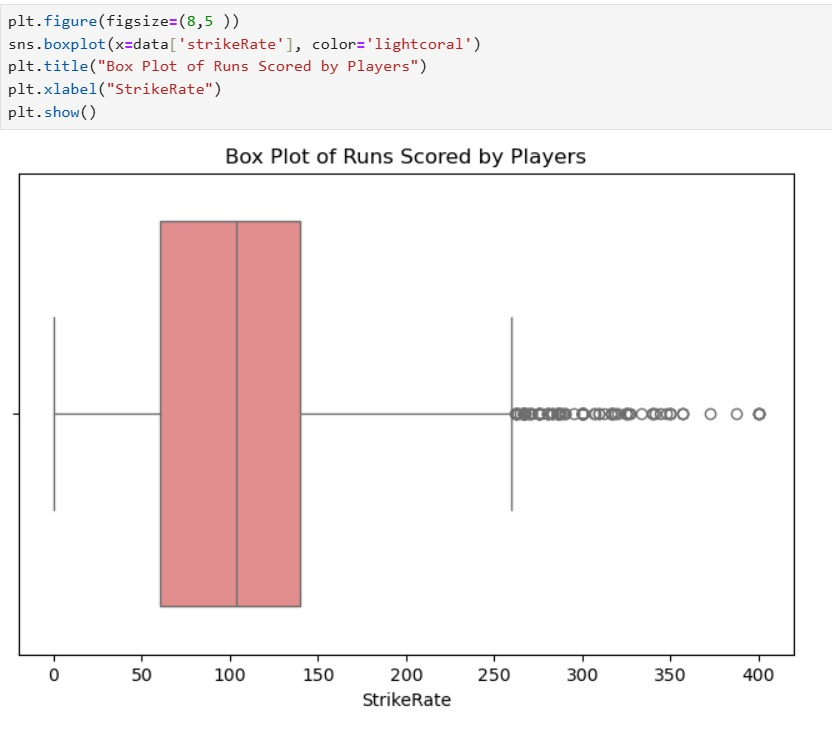 plt.figure(figsize=(8,5 ))
sns.boxplot(x=data['strikeRate'], color='lightcoral')
plt.title("Box Plot of Runs Scored by Players")
plt.xlabel("StrikeRate")
plt.show()
Box Plot of Runs Scored by Players
0 50 100 150 200 250 300 350 400
StrikeRate